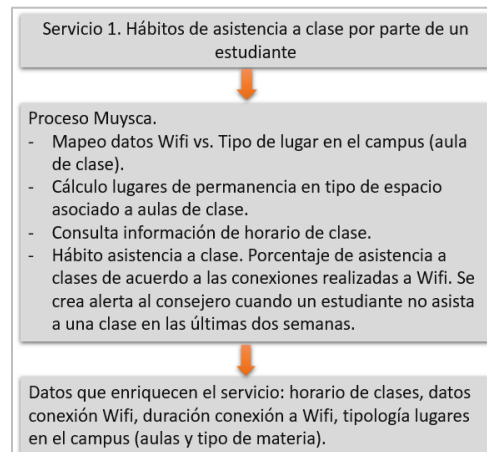 Servicio 1. Hábitos de asistencia a clase por parte de un
estudiante
Proceso Muysca.
- Mapeo datos Wifi vs. Tipo de lugar en el campus (aula
de clase).
- Cálculo lugares de permanencia en tipo de espacio
asociado a aulas de clase.
- Consulta información de horario de clase.
- Hábito asistencia a clase. Porcentaje de asistencia a
clases de acuerdo a las conexiones realizadas a Wifi. Se
crea alerta al consejero cuando un estudiante no asista
a una clase en las últimas dos semanas.
Datos que enriquecen el servicio: horario de clases, datos
conexión Wifi, duración conexión a Wifi, tipología lugares
en el campus (aulas y tipo de materia).